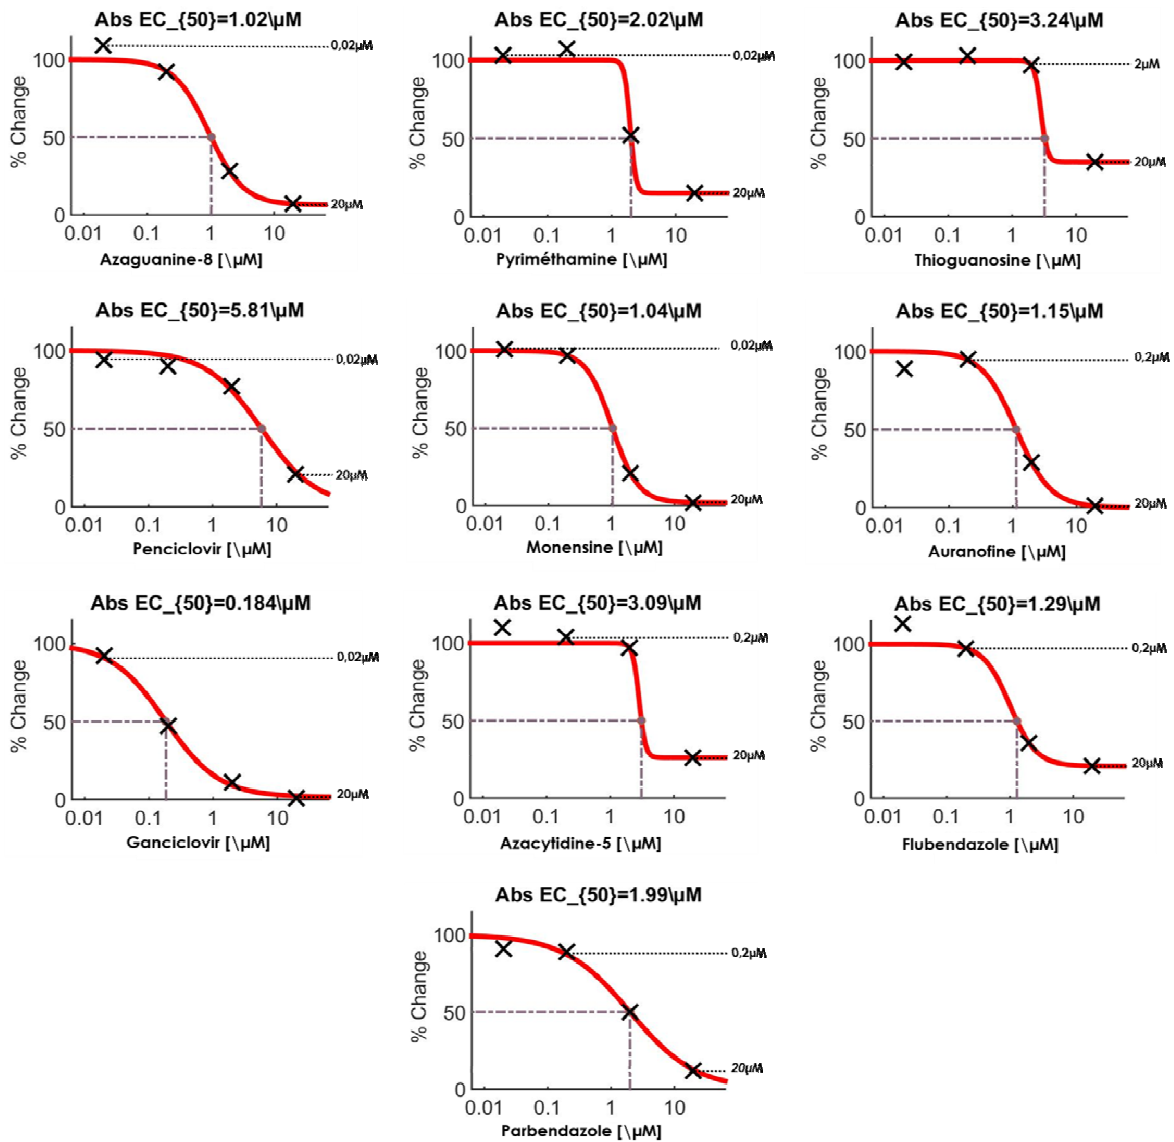 Abs EC_{50}=1.02\µM
% Change
100
50
0
0,02µM
20µM
0.01 0.1 1 10
Azaguanine-8 [\µM]
Abs EC_{50}=2.02\µM
% Change
100
50
0
0,02µM
20µM
0.01 0.1 1 10
Pyriméthamine [\µM]
Abs EC_{50}=3.24\µM
% Change
100
50
0
2µM
20µM
0.01 0.1 1 10
Thioguanosine [\µM]
Abs EC_{50}=5.81\µM
% Change
100
50
0
0,02µM
20µM
0.01 0.1 1 10
Penciclovir [\µM]
Abs EC_{50}=1.04\µM
% Change
100
50
0
0,02µM
20µM
0.01 0.1 1 10
Monensine [\µM]
Abs EC_{50}=1.15\µM
% Change
100
50
0
0,2µM
20µM
0.01 0.1 1 10
Auranofine [\µM]
Abs EC_{50}=0.184\µM
% Change
100
50
0
0,02µM
20µM
0.01 0.1 1 10
Ganciclovir [\µM]
Abs EC_{50}=3.09\µM
% Change
100
50
0
0,2µM
20µM
0.01 0.1 1 10
Azacytidine-5 [\µM]
Abs EC_{50}=1.29\µM
% Change
100
50
0
0,2µM
20µM
0.01 0.1 1 10
Flubendazole [\µM]
Abs EC_{50}=1.99\µM
% Change
100
50
0
0,2µM
20µM
0.01 0.1 1 10
Parbendazole [\µM]